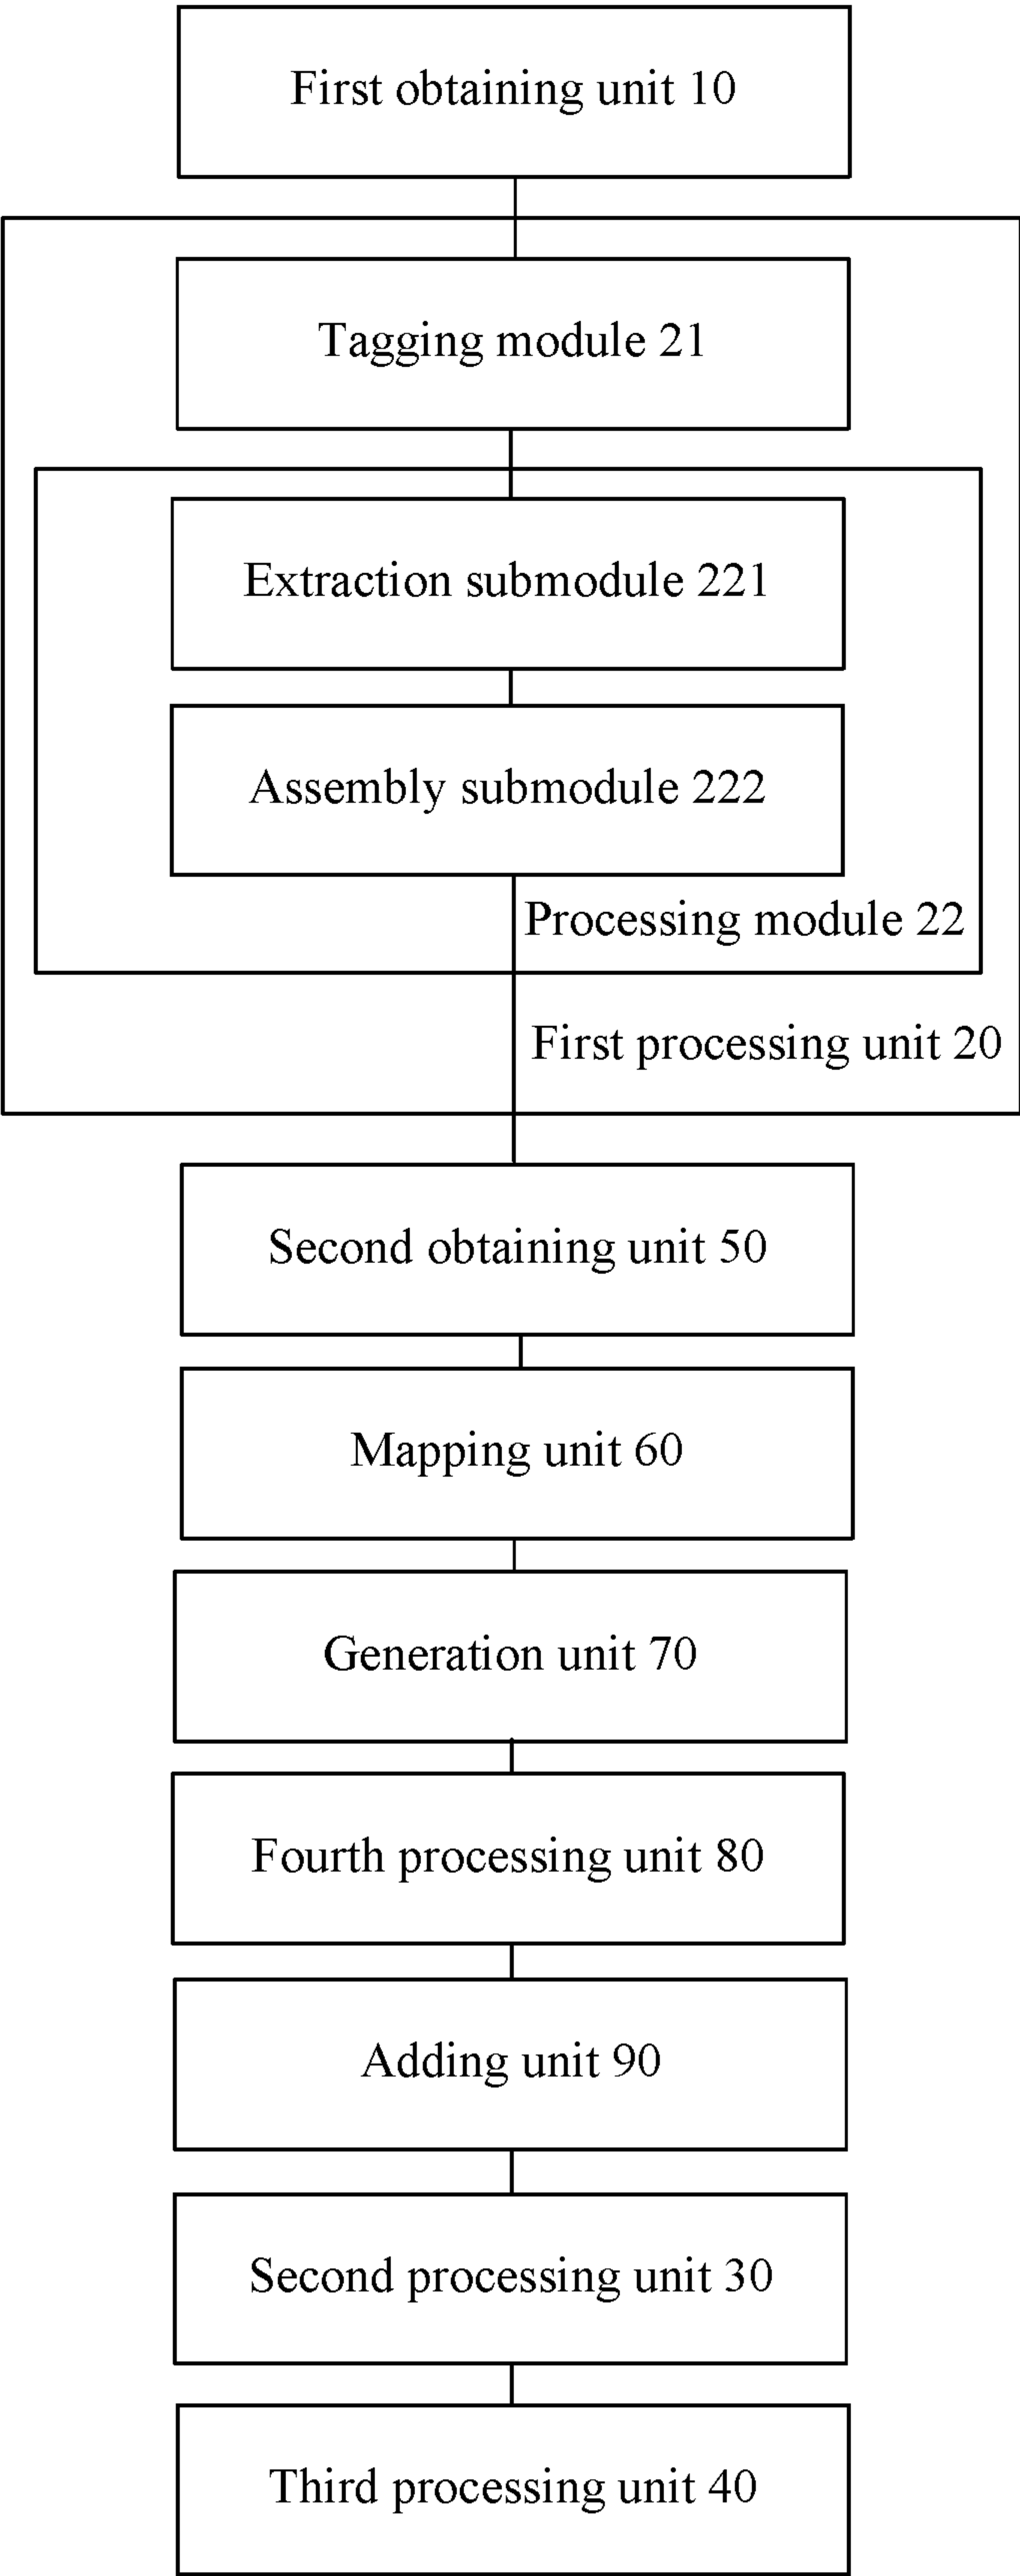 First obtaining unit 10
Tagging module 21
Extraction submodule 221
Assembly submodule 222
Processing module 22
First processing unit 20
Second obtaining unit 50
Mapping unit 60
Generation unit 70
Fourth processing unit 80
Adding unit 90
Second processing unit 30
Third processing unit 40